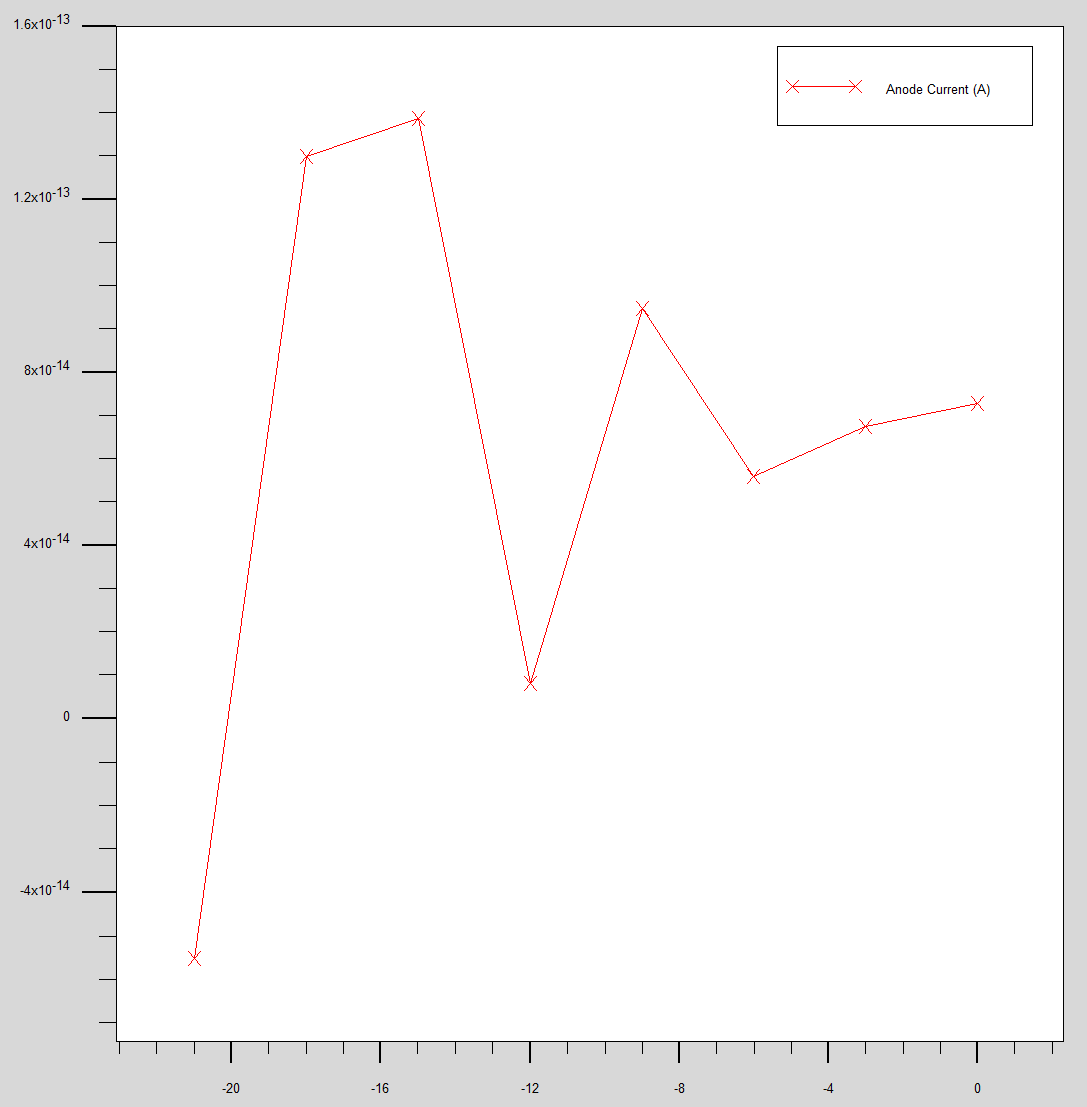 1.6x10-13
Anode Current (A)
1.2x10-13
8x10-14
4x10-14
0
-4x10-14
-20 -16 -12 -8 -4 0